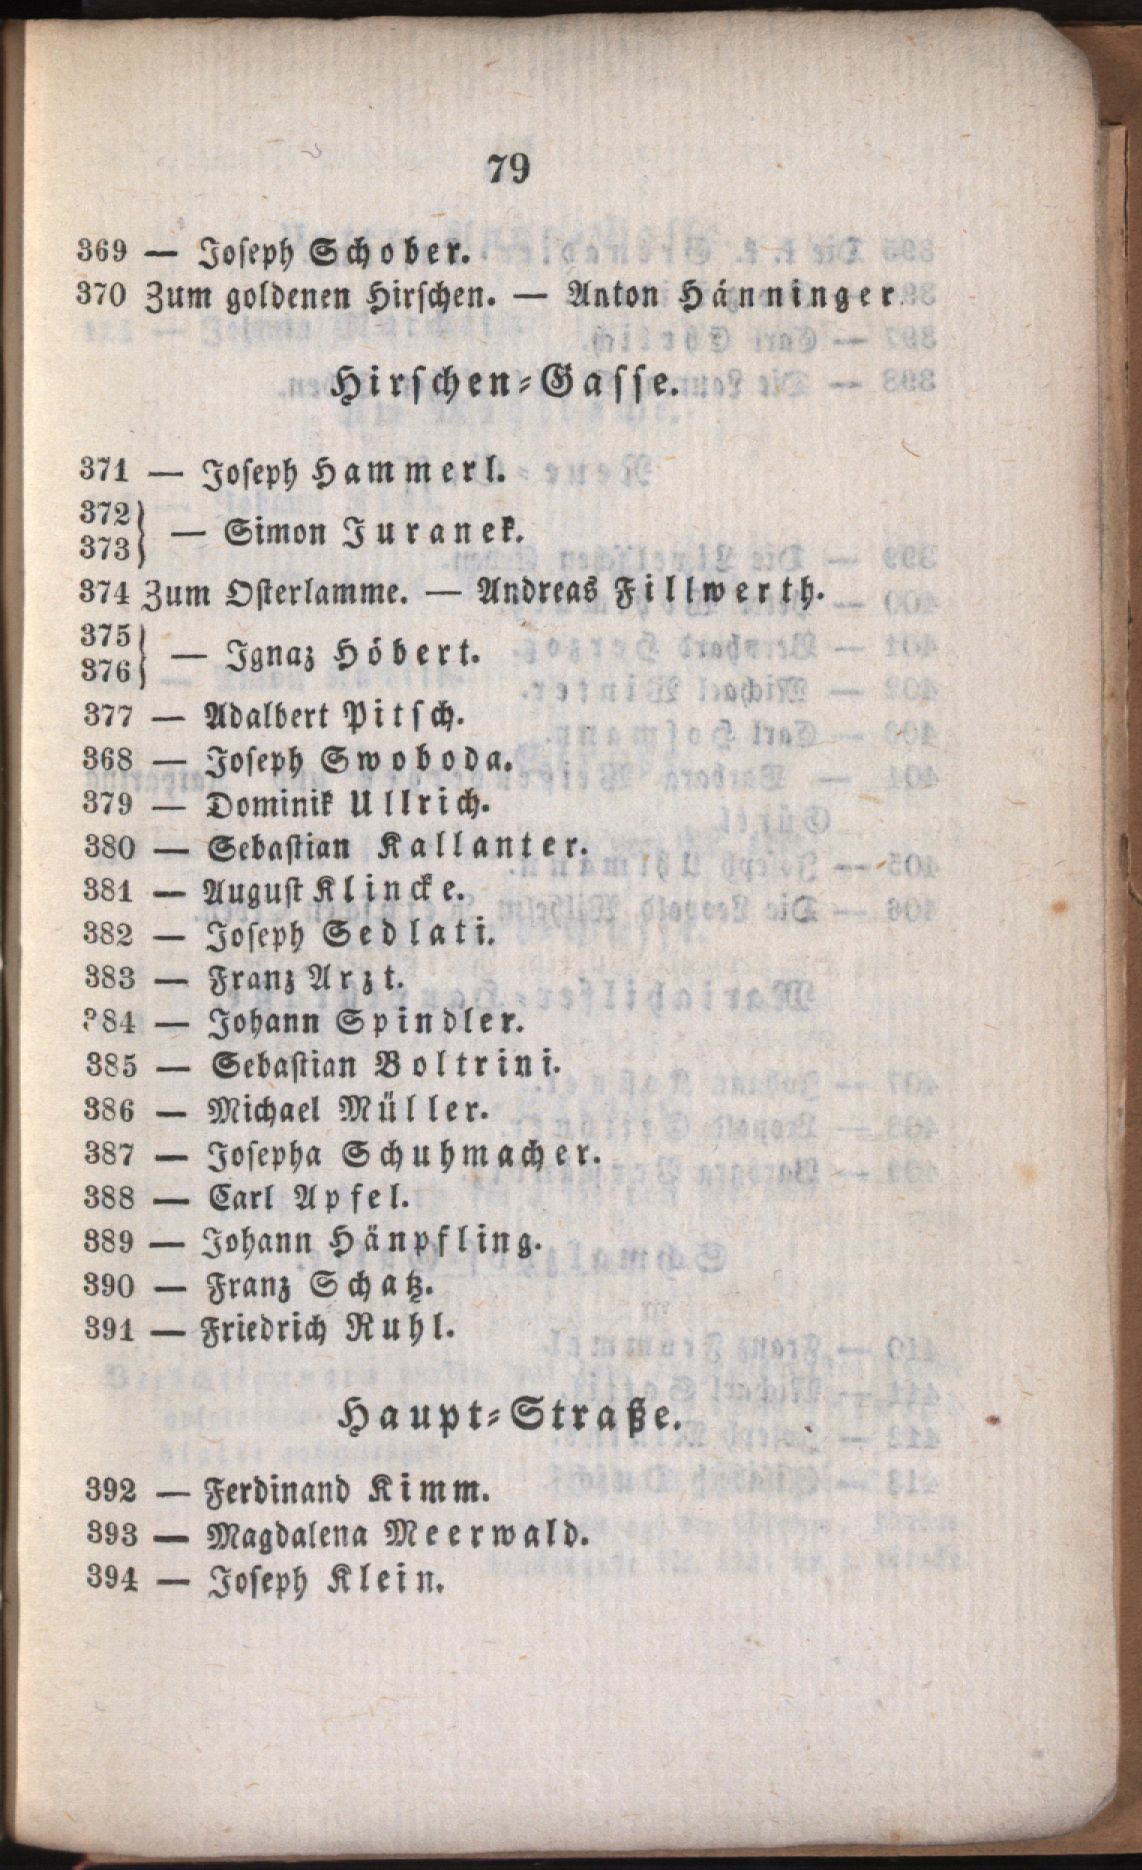 79
369 — Joseph Schober.
370 Zum goldenen Hirschen. — Anton Hänninger
Hirschen-Gasse.
371 — Joseph Hammerl.
372
373} — Simon Juranek.
374 Zum Osterlamme. — Andreas Fillwerth.
375
376} — Ignaz Höbert.
377 — Adalbert Pitsch.
368 — Joseph Swoboda.
379 — Dominik Ullrich.
380 — Sebastian Kallanter.
381 — August Klincke.
382 — Joseph Sedlati.
383 — Franz Arzt.
384 — Johann Spindler.
385 — Sebastian Boltrini.
386 — Michael Müller.
387 — Josepha Schuhmacher.
388 — Carl Apfel.
389 — Johann Hänpfling.
390 — Franz Schatz.
391 — Friedrich Ruhl.
Haupt-Straße.
392 — Ferdinand Kimm.
393 — Magdalena Meerwald.
394 — Joseph Klein.